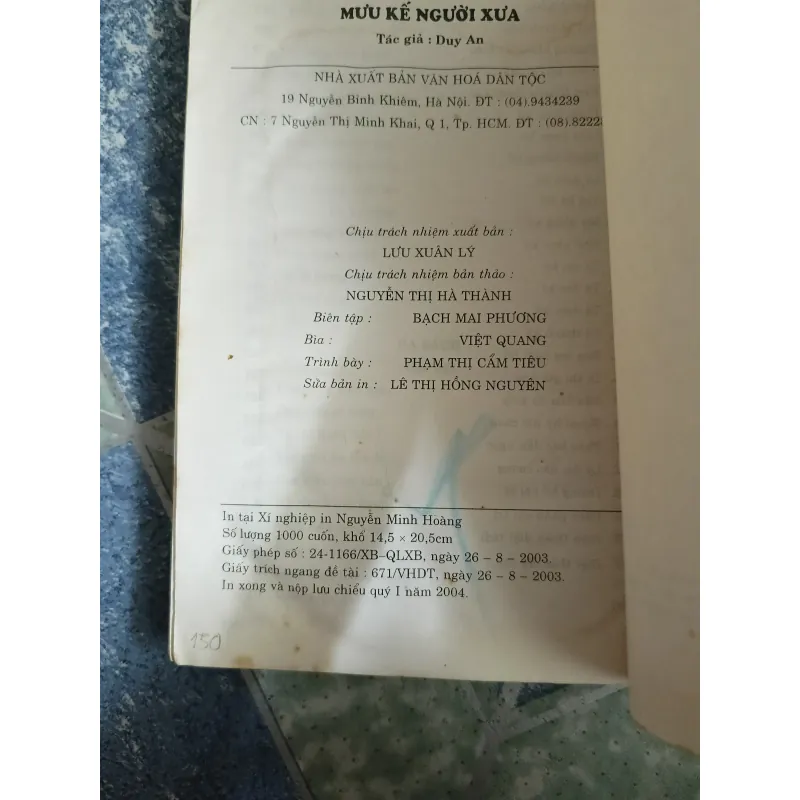 MƯU KẾ NGƯỜI XƯA
Tác giả : Duy An
NHÀ XUẤT BẢN VĂN HOÁ DÂN TỘC
19 Nguyễn Bỉnh Khiêm, Hà Nội. ĐT : (04).9434239
CN : 7 Nguyễn Thị Minh Khai, Q 1, Tp. HCM. ĐT : (08).8222
Chịu trách nhiệm xuất bản :
LƯU XUÂN LÝ
Chịu trách nhiệm bản thảo :
NGUYỄN THỊ HÀ THÀNH
Biên tập : BẠCH MAI PHƯƠNG
Bìa : VIỆT QUANG
Trình bày : PHẠM THỊ CẨM TIÊU
Sửa bản in : LÊ THỊ HỒNG NGUYÊN
In tại Xí nghiệp in Nguyễn Minh Hoàng
Số lượng 1000 cuốn, khổ 14,5 × 20,5cm
Giấy phép số : 24-1166/XB–QLXB, ngày 26 – 8 – 2003.
Giấy trích ngang đề tài : 671/VHDT, ngày 26 – 8 – 2003.
In xong và nộp lưu chiểu quý I năm 2004.
150